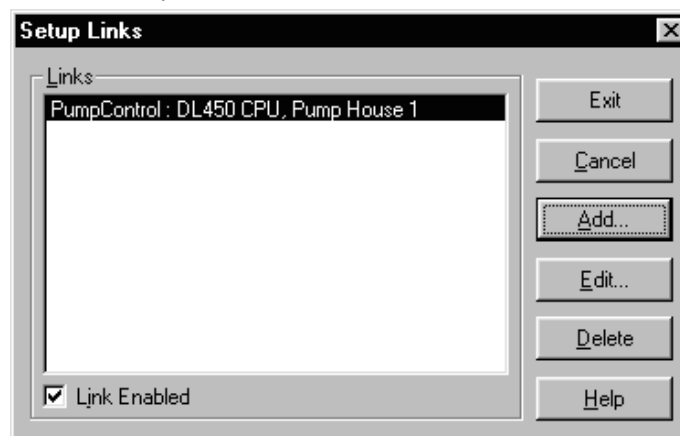 Setup Links
Links
PumpControl : DL450 CPU, Pump House 1
Link Enabled
Exit
Cancel
Add...
Edit...
Delete
Help